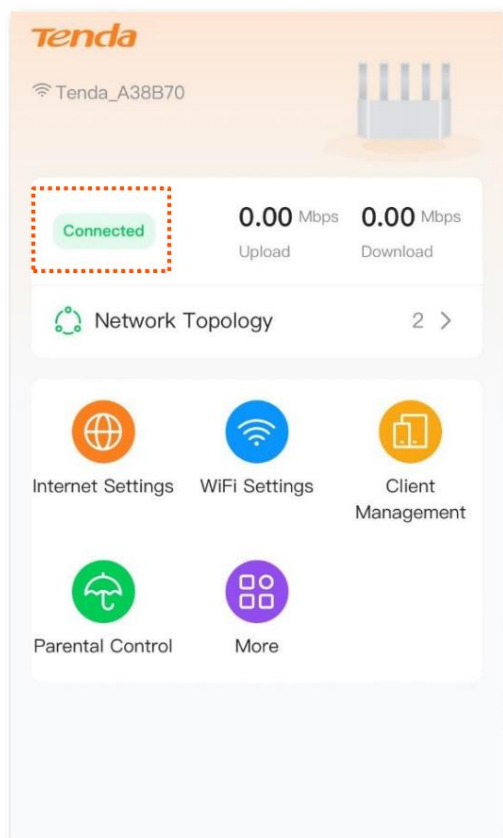 Tenda
Tenda_A38B70
Connected
0.00 Mbps
Upload
0.00 Mbps
Download
Network Topology 2
Internet Settings
WiFi Settings
Client
Management
Parental Control
More